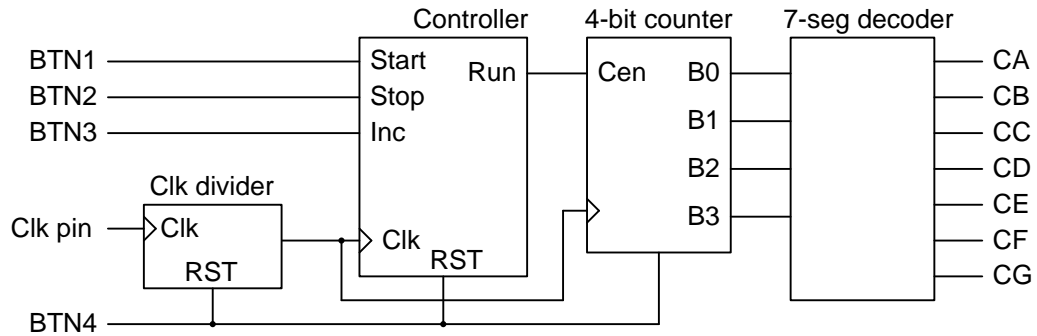 Controller 4-bit counter 7-seg decoder
BTN1 Start CA
Run Cen B0
BTN2 Stop CB
B1
BTN3 Inc CC
B2 CD
Clk divider
CE
B3
Clk pin Clk
Clk CF
RST
RST CG
BTN4